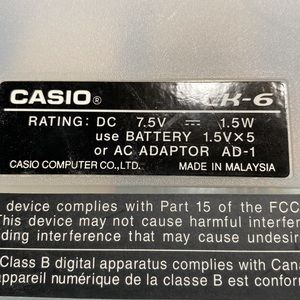 CASIO® -6
RATING: DC 7.5V ⎓ 1.5W
use BATTERY 1.5V×5
or AC ADAPTOR AD-1
CASIO COMPUTER CO.,LTD. MADE IN MALAYSIA
device complies with Part 15 of the FCC
This device may not cause harmful interfer
ding interference that may cause undesir
Class B digital apparatus complies with Can
appareil numérique de la classe B est confor